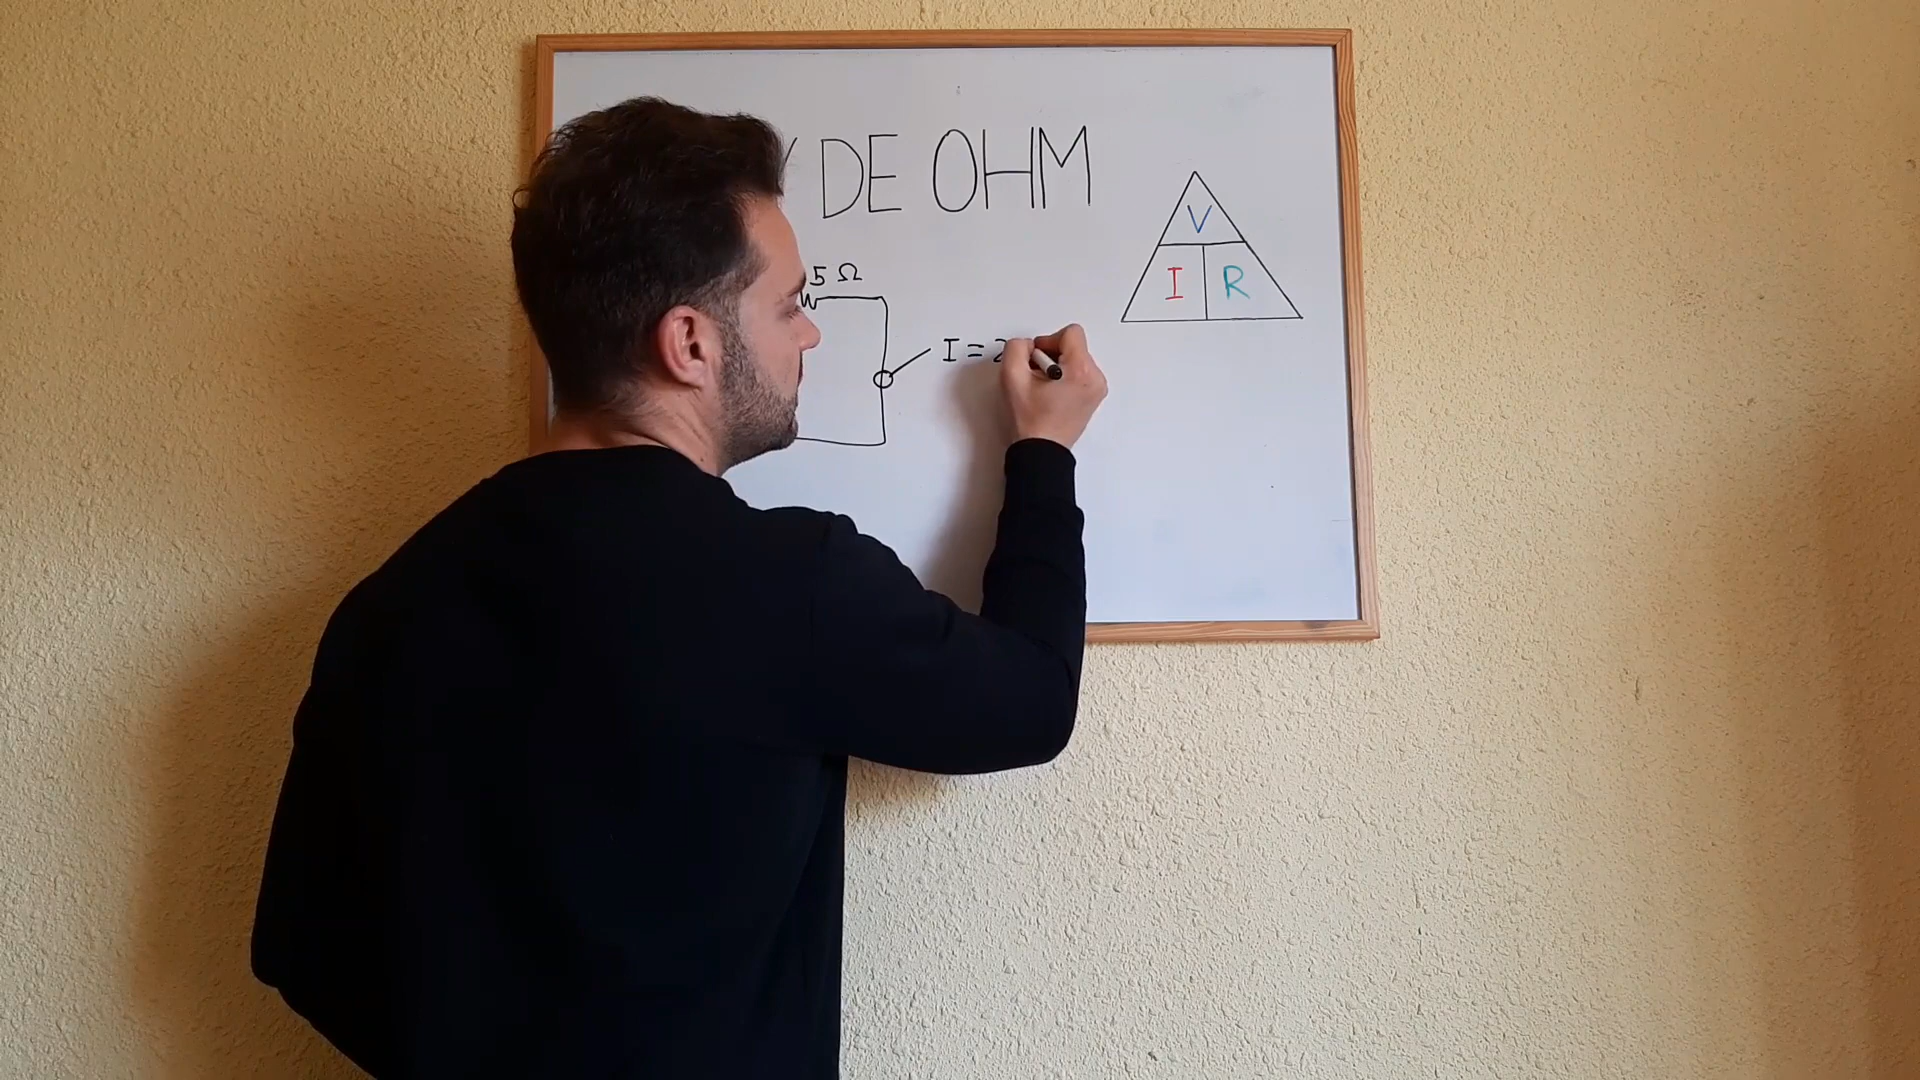 DE OHM
V
I R
5 Ω
I = 2